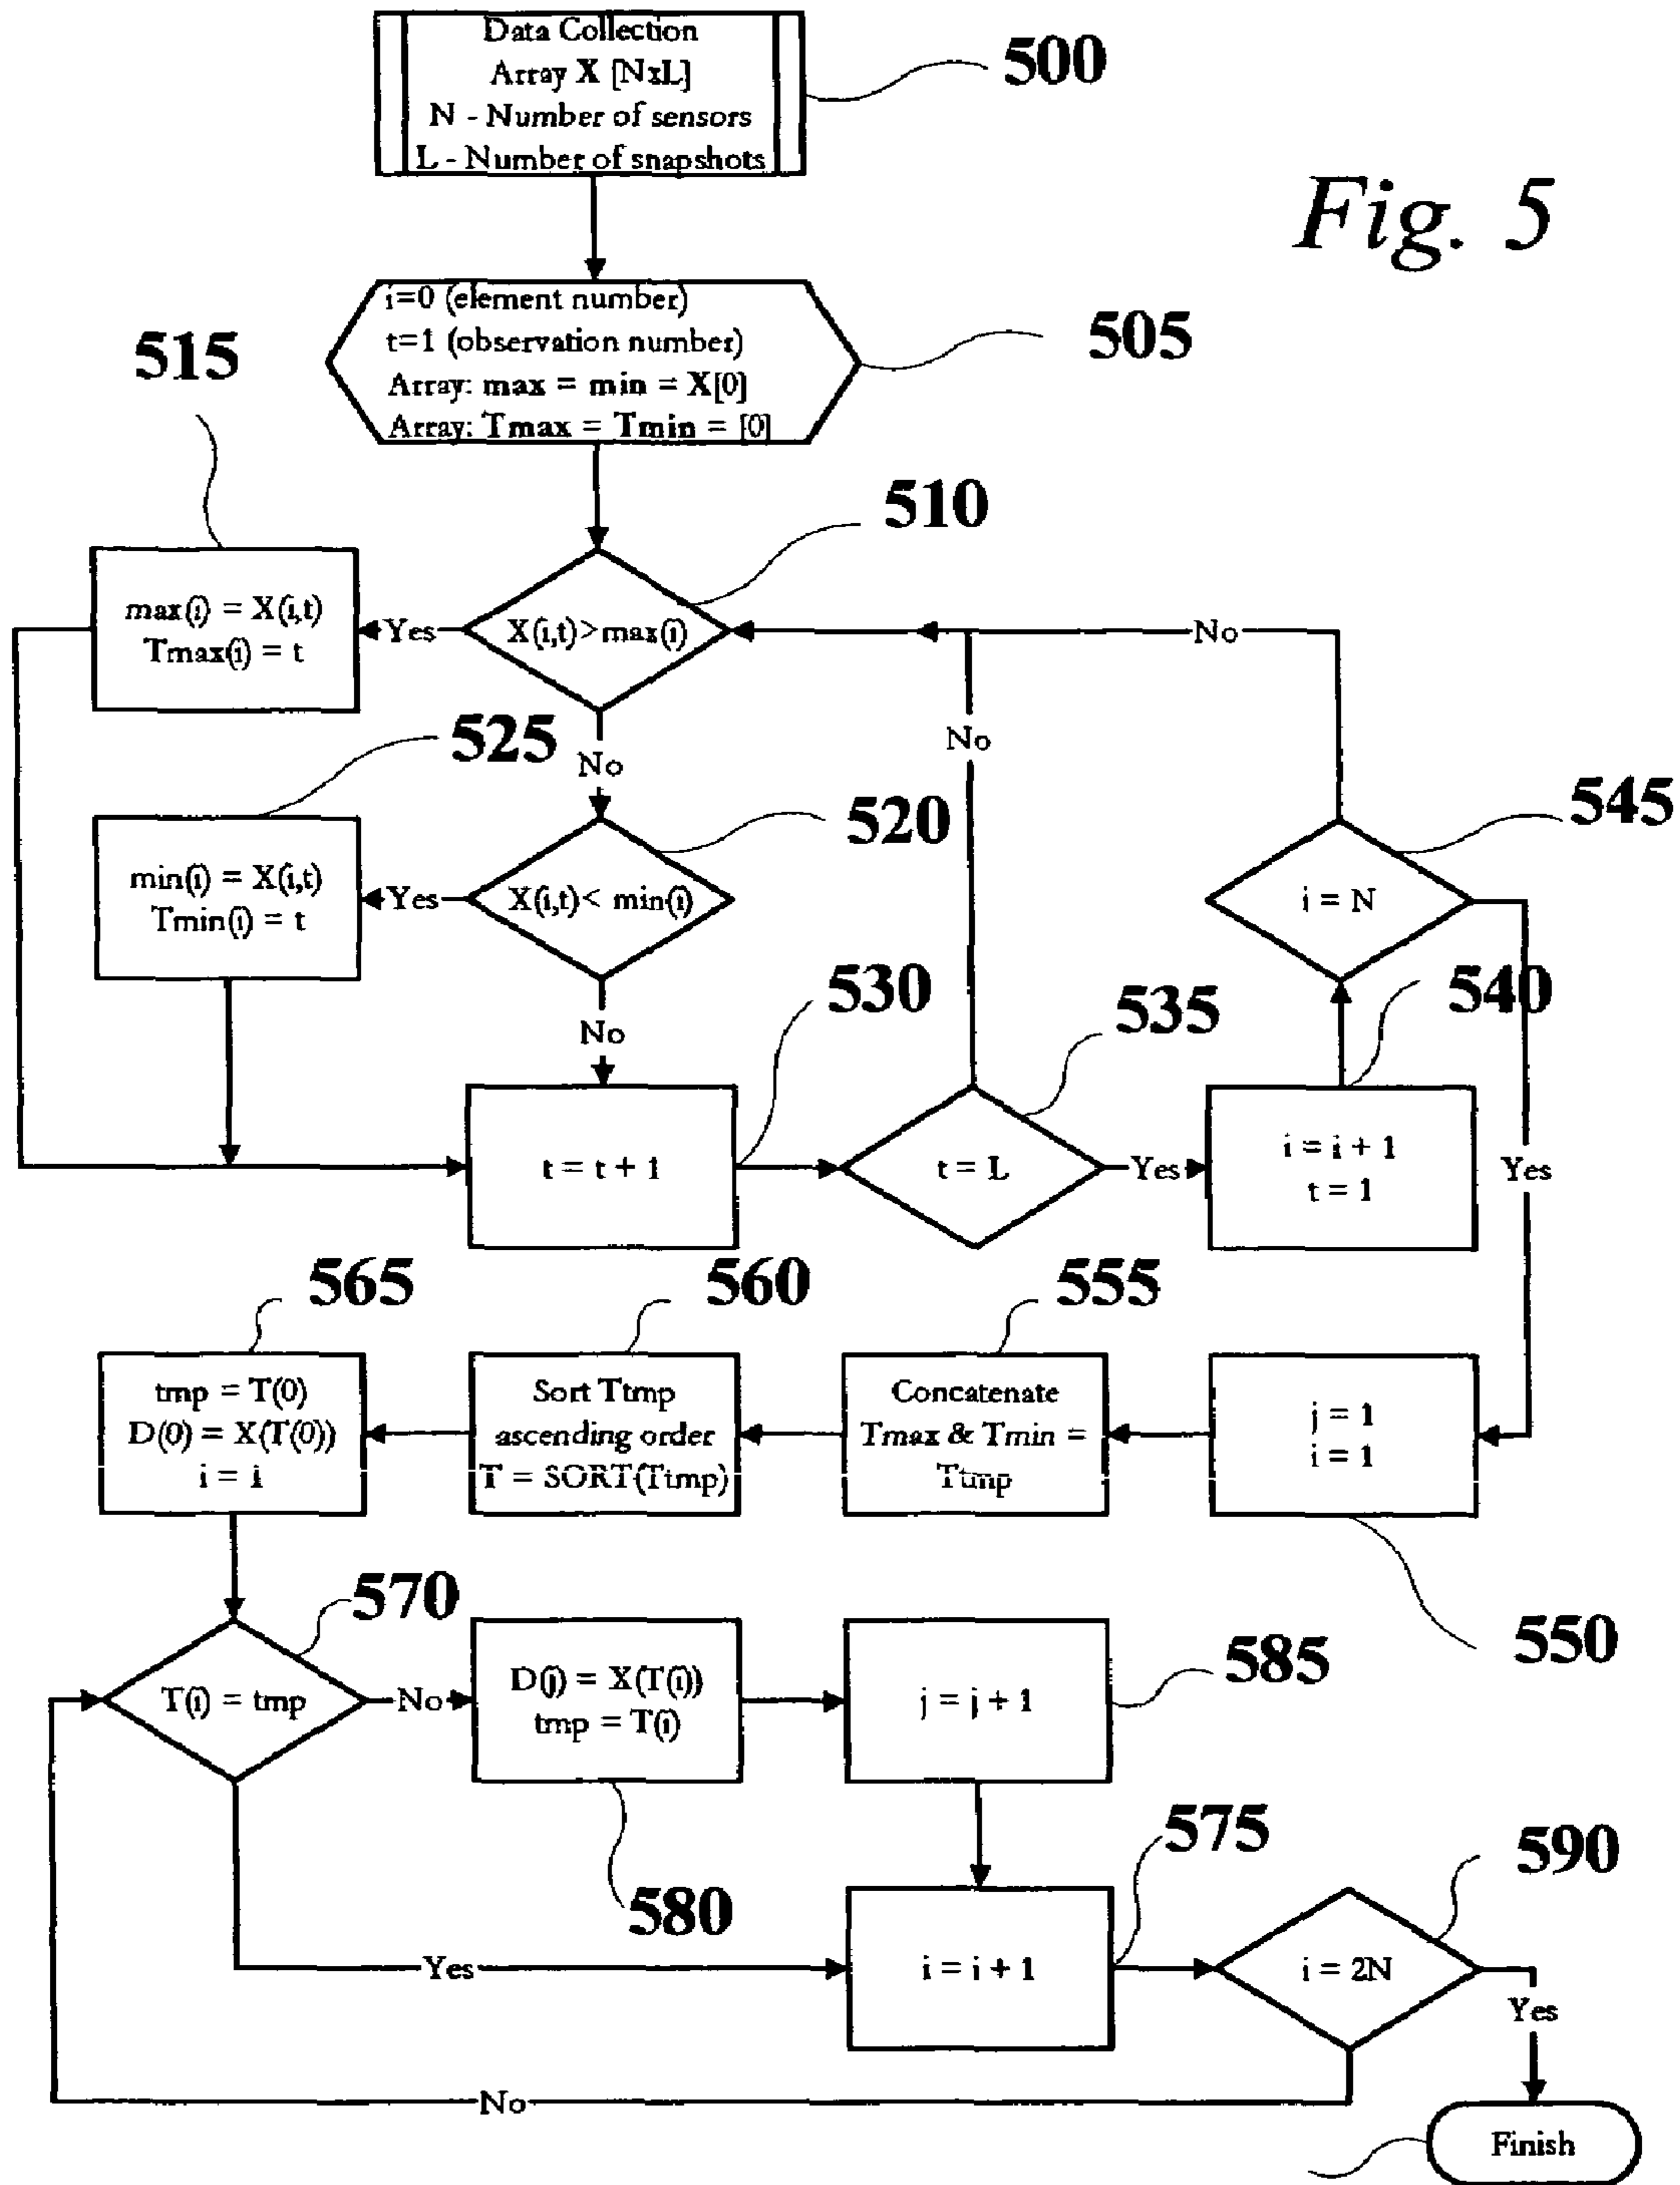 Data Collection
Array X [NxL]
N - Number of sensors
L - Number of snapshots
500
Fig. 5
i=0 (element number)
t=1 (observation number)
Array: max = min = X[0]
Array: Tmax = Tmin = [0]
505
515
510
max(i) = X(i,t)
Tmax(i) = t
Yes
X(i,t)>max(i)
No
525
No
No
520
545
min(i) = X(i,t)
Tmin(i) = t
Yes
X(i,t)< min(i)
i = N
530
535
540
No
t = t + 1
t = L
Yes
i = i + 1
t = 1
Yes
565
560
555
tmp = T(0)
D(0) = X(T(0))
i = i
Sort Ttmp
ascending order
T = SORT(Ttmp)
Concatenate
Tmax & Tmin =
Ttmp
j = 1
i = 1
570
550
T(i) = tmp
No
D(j) = X(T(i))
tmp = T(i)
j = j + 1
585
580
575
590
Yes
i = i + 1
i = 2N
Yes
No
Finish